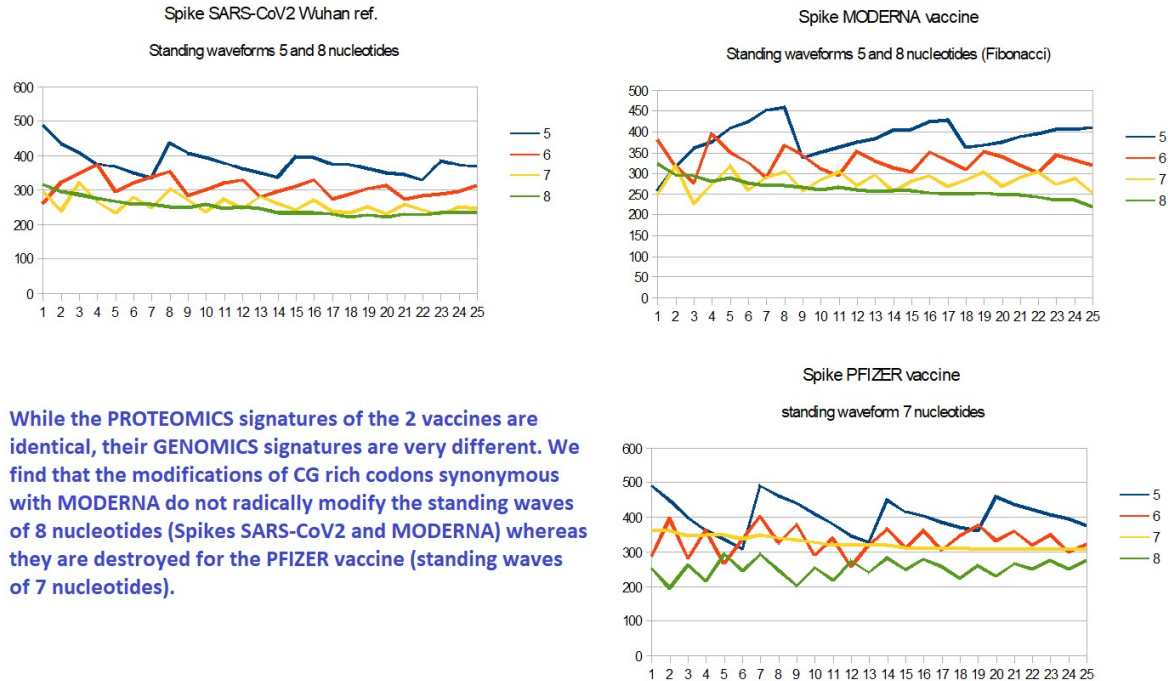 Spike SARS-CoV2 Wuhan ref.
Standing waveforms 5 and 8 nucleotides
600
500
400
300
200
100
0
1 2 3 4 5 6 7 8 9 10 11 12 13 14 15 16 17 18 19 20 21 22 23 24 25
5
6
7
8
Spike MODERNA vaccine
Standing waveforms 5 and 8 nucleotides (Fibonacci)
500
450
400
350
300
250
200
150
100
50
0
1 2 3 4 5 6 7 8 9 10 11 12 13 14 15 16 17 18 19 20 21 22 23 24 25
5
6
7
8
While the PROTEOMICS signatures of the 2 vaccines are
identical, their GENOMICS signatures are very different. We
find that the modifications of CG rich codons synonymous
with MODERNA do not radically modify the standing waves
of 8 nucleotides (Spikes SARS-CoV2 and MODERNA) whereas
they are destroyed for the PFIZER vaccine (standing waves
of 7 nucleotides).
Spike PFIZER vaccine
standing waveform 7 nucleotides
600
500
400
300
200
100
0
1 2 3 4 5 6 7 8 9 10 11 12 13 14 15 16 17 18 19 20 21 22 23 24 25
5
6
7
8